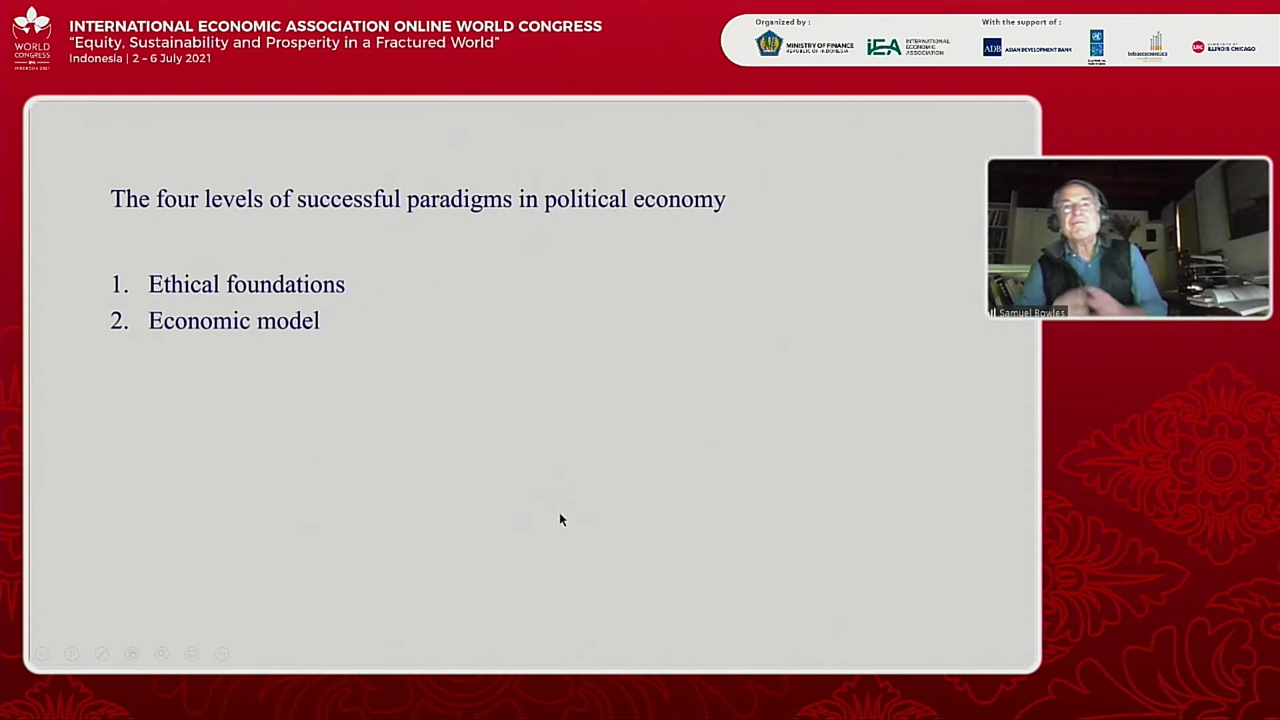 INTERNATIONAL ECONOMIC ASSOCIATION ONLINE WORLD CONGRESS
"Equity, Sustainability and Prosperity in a Fractured World"
Indonesia | 2 - 6 July 2021
WORLD
CONGRESS
Organized by :
MINISTRY OF FINANCE
REPUBLIC OF INDONESIA
iEA
INTERNATIONAL
ECONOMIC
ASSOCIATION
With the support of :
ADB
ASIAN DEVELOPMENT BANK
tobacconomics
UIC
ILLINOIS CHICAGO
The four levels of successful paradigms in political economy
1. Ethical foundations
2. Economic model
Samuel Bowles